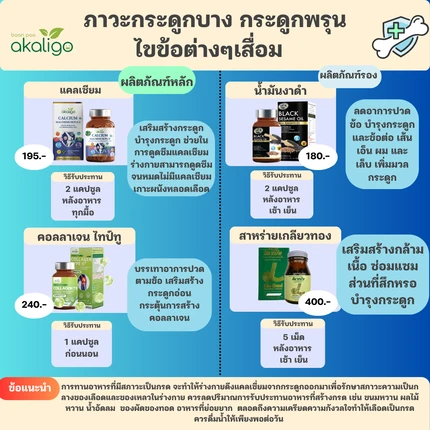 ภาวะกระดูกบาง กระดูกพรุน
ไขข้อต่างๆเสื่อม
baan pao
akaligo
ผลิตภัณฑ์หลัก
แคลเซียม
akaligo
CALCIUM
195.-
วิธีรับประทาน
2 แคปซูล
หลังอาหาร
ทุกมื้อ
เสริมสร้างกระดูก
บำรุงกระดูก ช่วยใน
การดูดซึมแคลเซียม
ร่างกายสามารถดูดซึม
จนหมดไม่มีแคลเซียม
เกาะผนังหลอดเลือด
ผลิตภัณฑ์รอง
น้ำมันงาดำ
BLACK
SESAME OIL
180.-
วิธีรับประทาน
2 แคปซูล
หลังอาหาร
เช้า เย็น
ลดอาการปวด
ข้อ บำรุงกระดูก
และข้อต่อ เส้น
เอ็น ผม และ
เล็บ เพิ่มมวล
กระดูก
คอลลาเจน ไทป์ทู
COLLAGEN
240.-
วิธีรับประทาน
1 แคปซูล
ก่อนนอน
บรรเทาอาการปวด
ตามข้อ เสริมสร้าง
กระดูกอ่อน
กระตุ้นการสร้าง
คอลลาเจน
สาหร่ายเกลียวทอง
400.-
วิธีรับประทาน
5 เม็ด
หลังอาหาร
เช้า เย็น
เสริมสร้างกล้าม
เนื้อ ซ่อมแซม
ส่วนที่สึกหรอ
บำรุงกระดูก
ข้อแนะนำ
การทานอาหารที่มีสภาวะเป็นกรด จะทำให้ร่างกายดึงแคลเซี่ยมจากกระดูกออกมาเพื่อรักษาสภาวะความเป็นก
ลางของเลือดและของเหลวในร่างกาย ควรลดปริมาณการรับประทานอาหารที่สร้างกรด เช่น ขนมหวาน ผลไม้
หวาน น้ำอัดลม ของผัดของทอด อาหารที่ย่อยยาก ตลอดถึงความเครียดความกังวลใจทำให้เลือดเป็นกรด
ควรดื่มน้ำให้เพียงพอต่อวัน